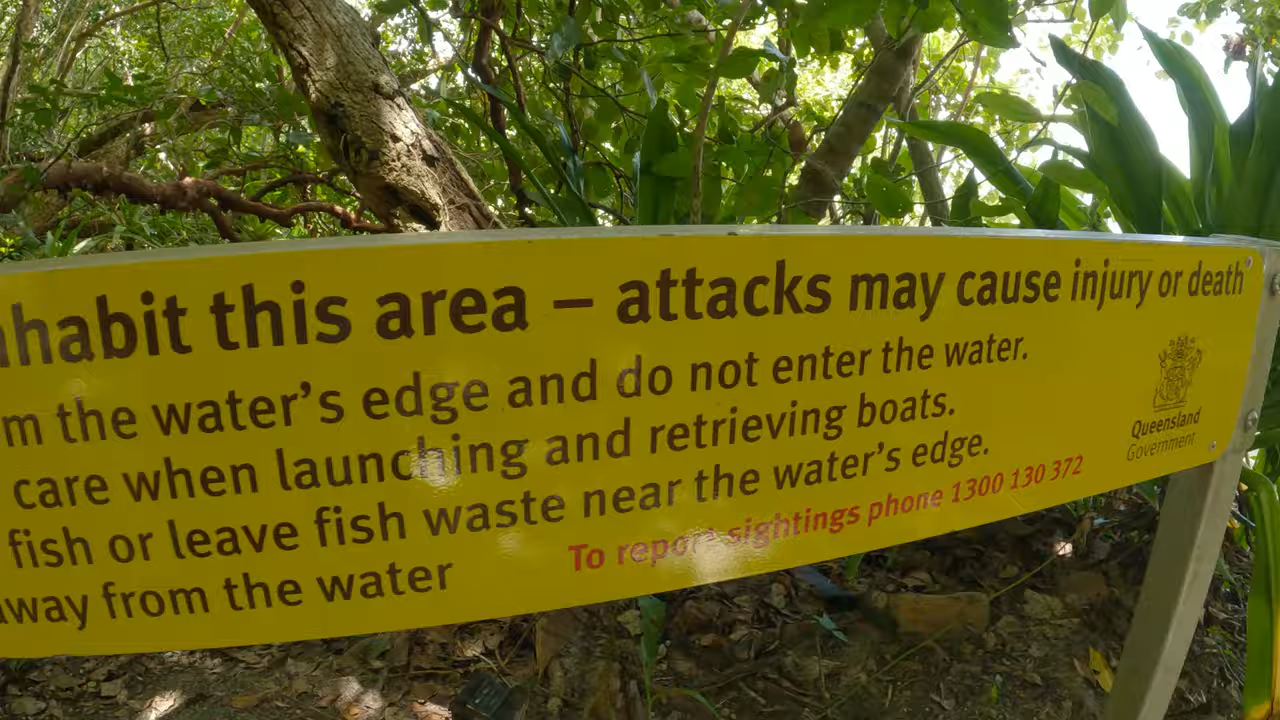 nhabit this area – attacks may cause injury or death
m the water's edge and do not enter the water.
care when launching and retrieving boats.
fish or leave fish waste near the water's edge.
away from the water
To report sightings phone 1300 130 372
Queensland
Government